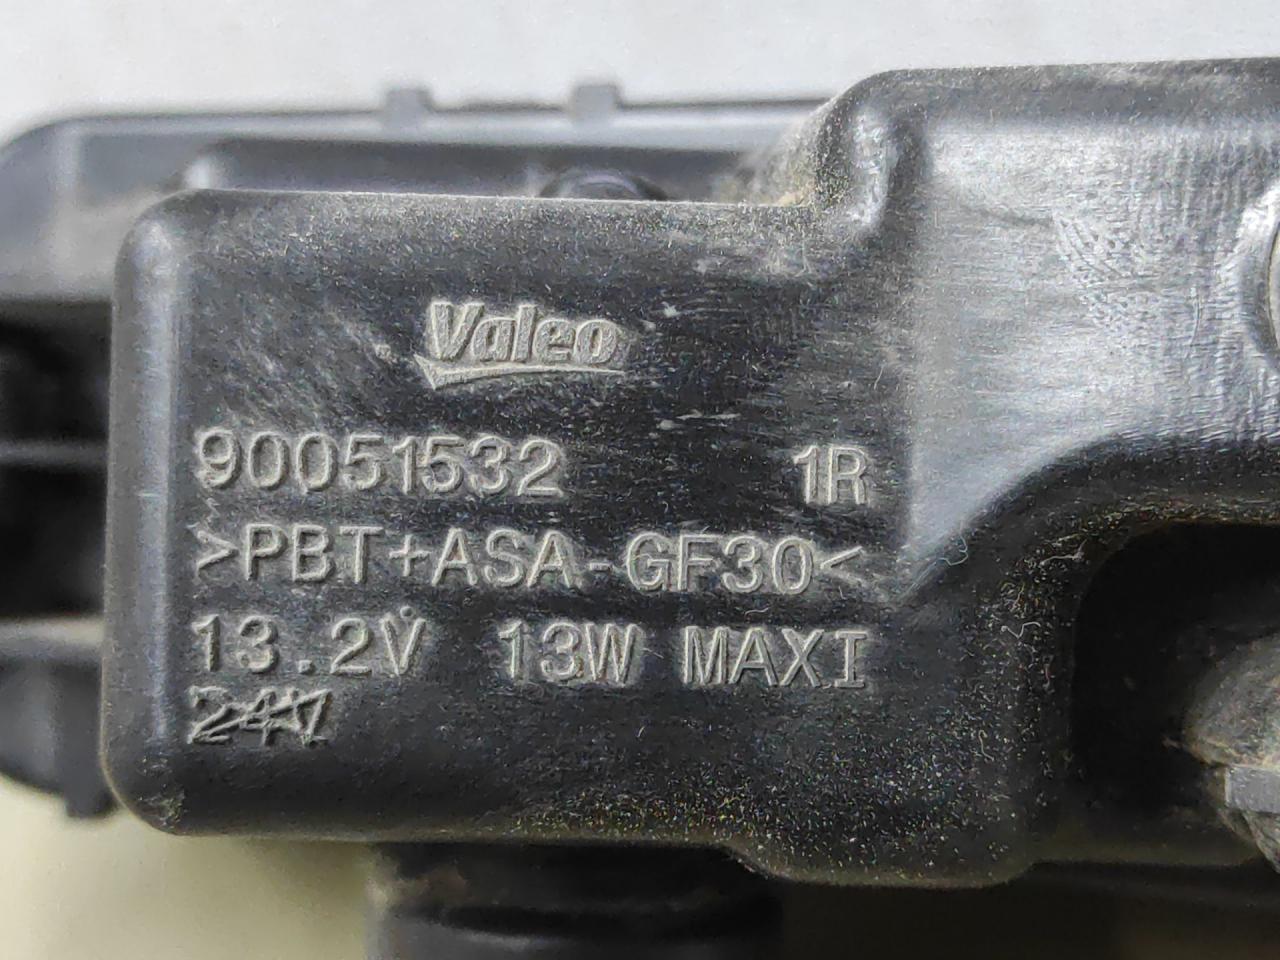 Valeo
90051532 1R
>PBT+ASA-GF30<
13.2V 13W MAXI